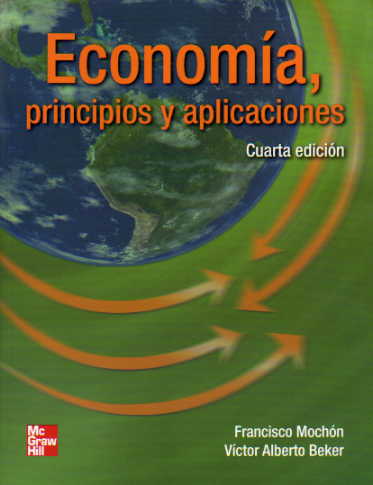 Economía,
principios y aplicaciones
Cuarta edición
Mc
Graw
Hill
Francisco Mochón
Víctor Alberto Beker